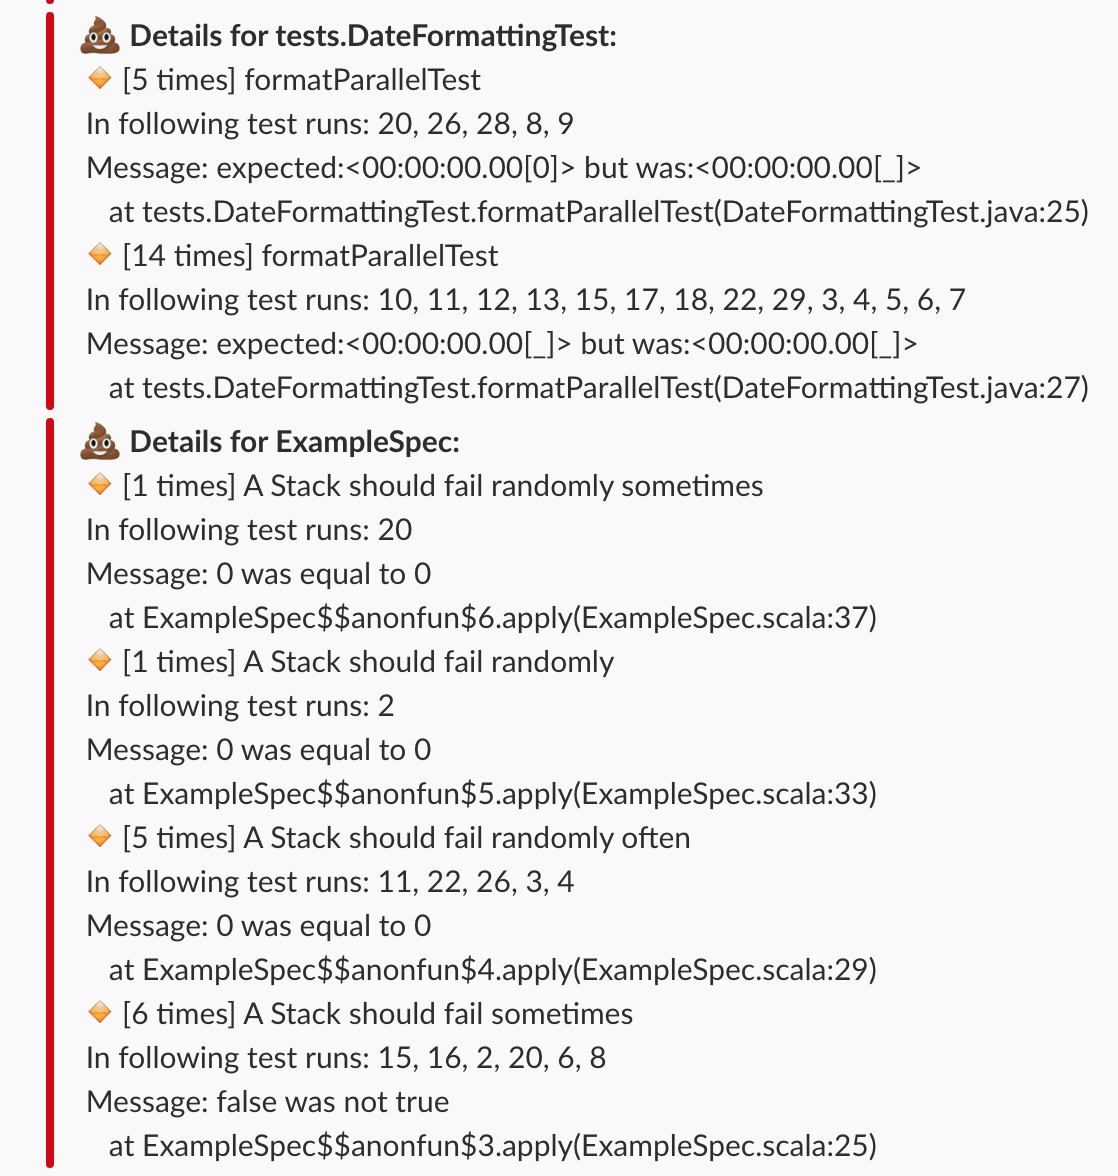 💩 Details for tests.DateFormattingTest:
🔸 [5 times] formatParallelTest
In following test runs: 20, 26, 28, 8, 9
Message: expected:<00:00:00.00[0]> but was:<00:00:00.00[_]>
at tests.DateFormattingTest.formatParallelTest(DateFormattingTest.java:25)
🔸 [14 times] formatParallelTest
In following test runs: 10, 11, 12, 13, 15, 17, 18, 22, 29, 3, 4, 5, 6, 7
Message: expected:<00:00:00.00[_]> but was:<00:00:00.00[_]>
at tests.DateFormattingTest.formatParallelTest(DateFormattingTest.java:27)
💩 Details for ExampleSpec:
🔸 [1 times] A Stack should fail randomly sometimes
In following test runs: 20
Message: 0 was equal to 0
at ExampleSpec$$anonfun$6.apply(ExampleSpec.scala:37)
🔸 [1 times] A Stack should fail randomly
In following test runs: 2
Message: 0 was equal to 0
at ExampleSpec$$anonfun$5.apply(ExampleSpec.scala:33)
🔸 [5 times] A Stack should fail randomly often
In following test runs: 11, 22, 26, 3, 4
Message: 0 was equal to 0
at ExampleSpec$$anonfun$4.apply(ExampleSpec.scala:29)
🔸 [6 times] A Stack should fail sometimes
In following test runs: 15, 16, 2, 20, 6, 8
Message: false was not true
at ExampleSpec$$anonfun$3.apply(ExampleSpec.scala:25)